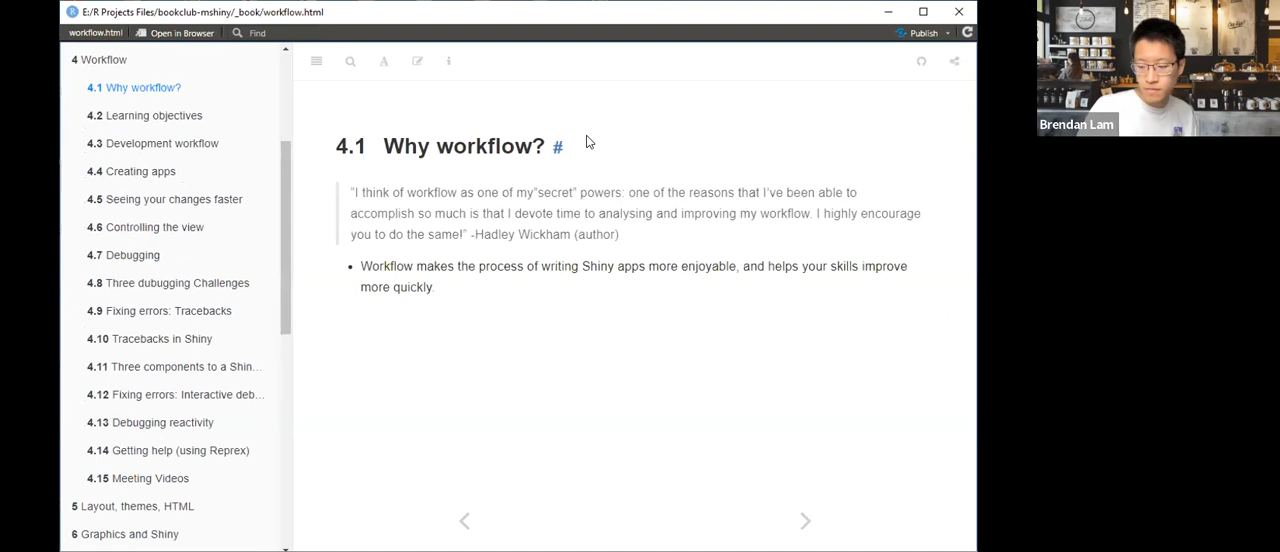 E:/R Projects Files/bookclub-mshiny/_book/workflow.html
workflow.html
Open in Browser
Find
Publish
4 Workflow
4.1 Why workflow?
4.2 Learning objectives
4.3 Development workflow
4.4 Creating apps
4.5 Seeing your changes faster
4.6 Controlling the view
4.7 Debugging
4.8 Three dubugging Challenges
4.9 Fixing errors: Tracebacks
4.10 Tracebacks in Shiny
4.11 Three components to a Shin...
4.12 Fixing errors: Interactive deb...
4.13 Debugging reactivity
4.14 Getting help (using Reprex)
4.15 Meeting Videos
5 Layout, themes, HTML
6 Graphics and Shiny
4.1 Why workflow? #
"I think of workflow as one of my"secret" powers: one of the reasons that I've been able to
accomplish so much is that I devote time to analysing and improving my workflow. I highly encourage
you to do the same!" -Hadley Wickham (author)
• Workflow makes the process of writing Shiny apps more enjoyable, and helps your skills improve
more quickly.
Brendan Lam